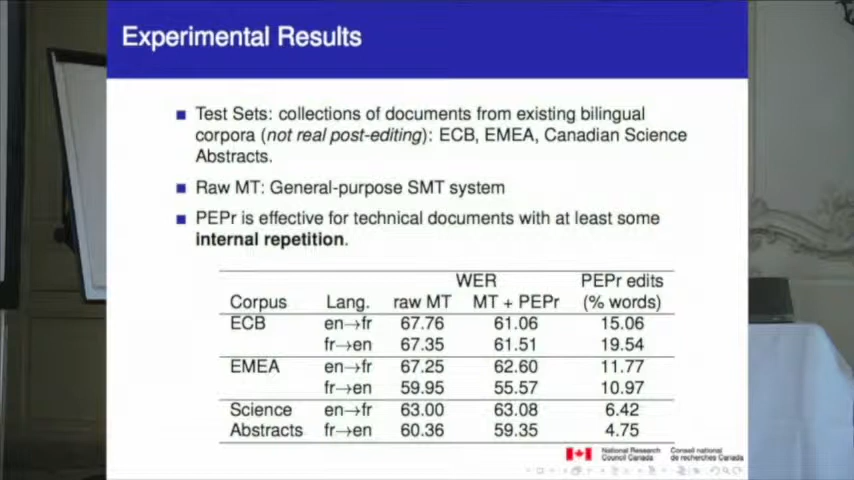 Experimental Results
Test Sets: collections of documents from existing bilingual
corpora (not real post-editing): ECB, EMEA, Canadian Science
Abstracts.
Raw MT: General-purpose SMT system
PEPr is effective for technical documents with at least some
internal repetition.
WER PEPr edits
Corpus Lang. raw MT MT + PEPr (% words)
ECB en→fr 67.76 61.06 15.06
fr→en 67.35 61.51 19.54
EMEA en→fr 67.25 62.60 11.77
fr→en 59.95 55.57 10.97
Science en→fr 63.00 63.08 6.42
Abstracts fr→en 60.36 59.35 4.75
National Research Conseil national
Council Canada de recherches Canada